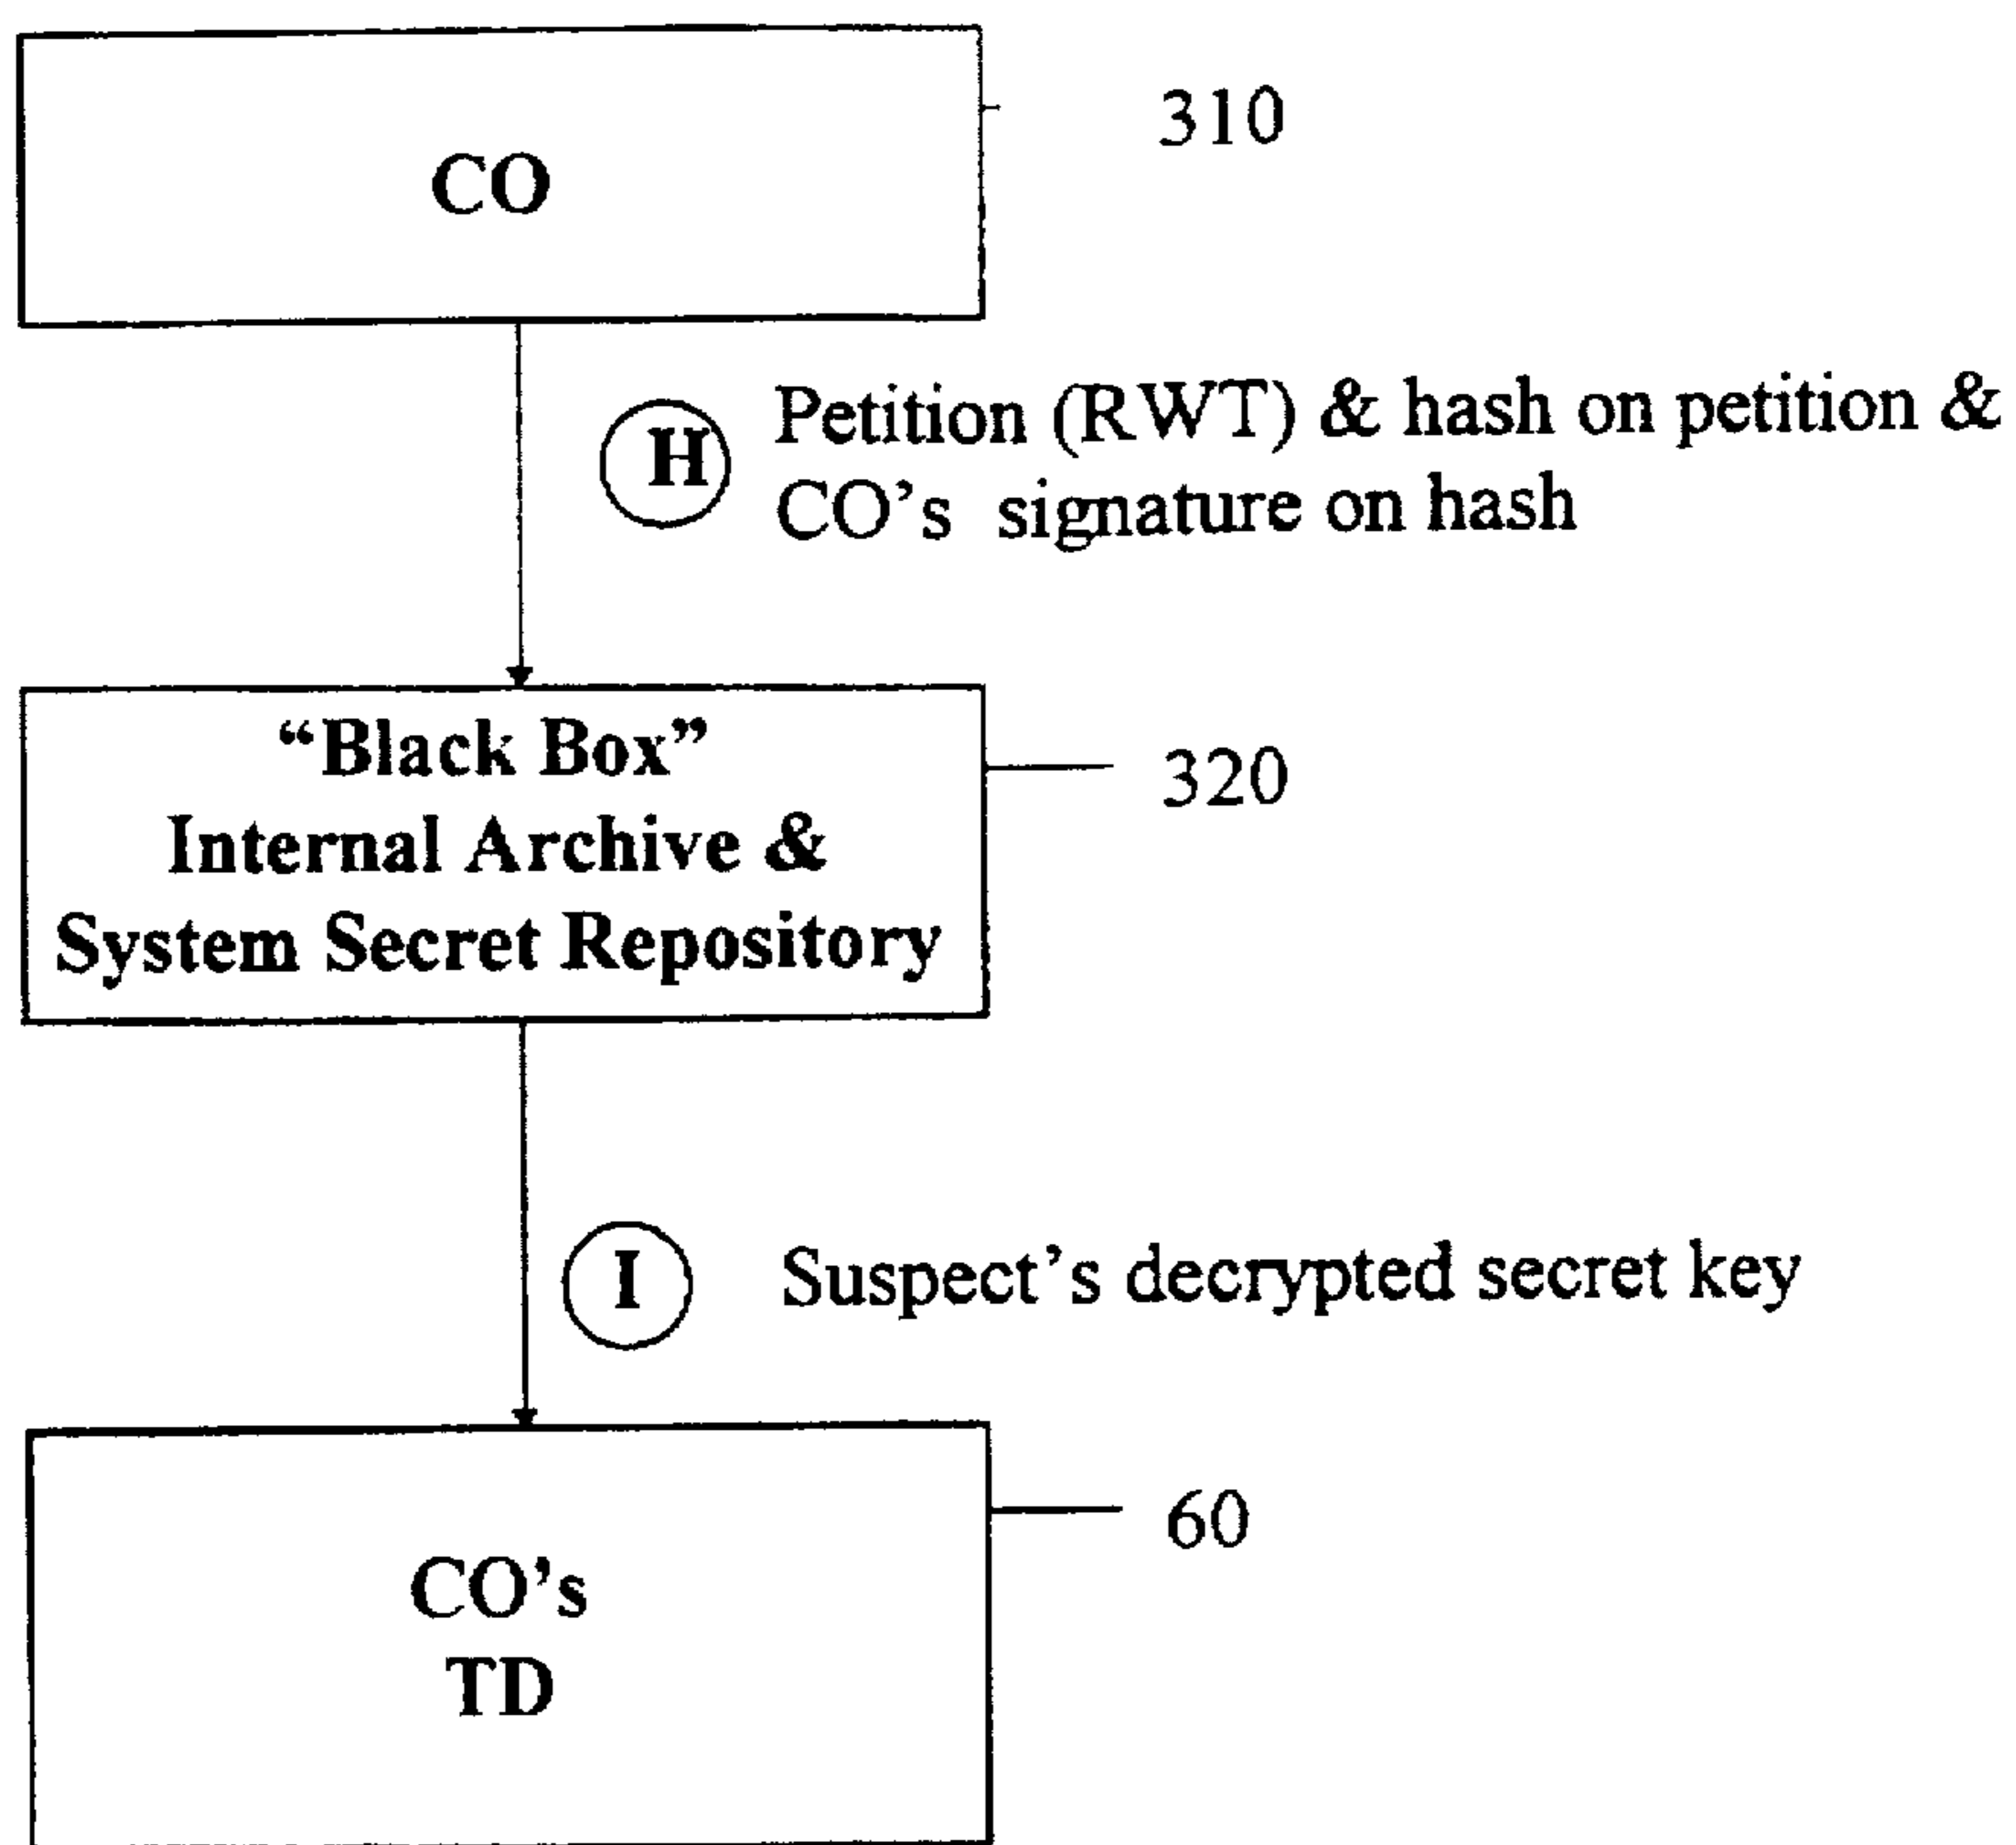 CO
310
H
Petition (RWT) & hash on petition &
CO’s signature on hash
“Black Box”
Internal Archive &
System Secret Repository
320
I
Suspect’s decrypted secret key
60
CO’s
TD